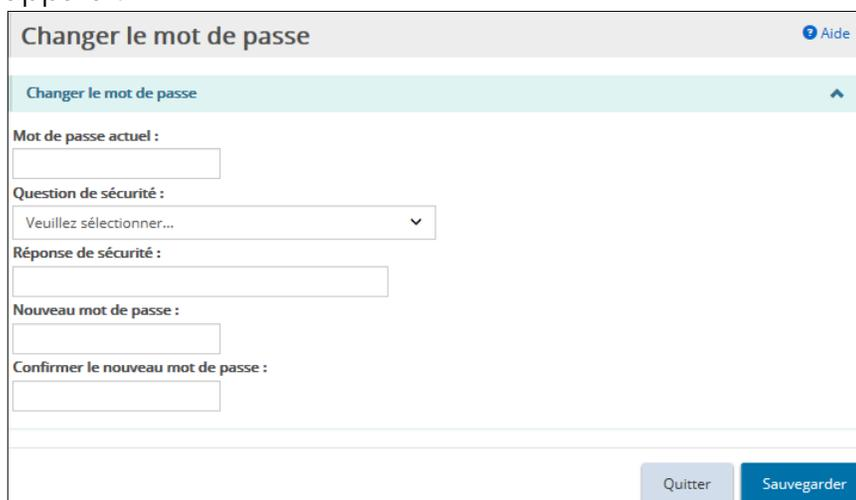 Changer le mot de passe
Aide
Changer le mot de passe
Mot de passe actuel :
Question de sécurité :
Veuillez sélectionner...
Réponse de sécurité :
Nouveau mot de passe :
Confirmer le nouveau mot de passe :
Quitter
Sauvegarder